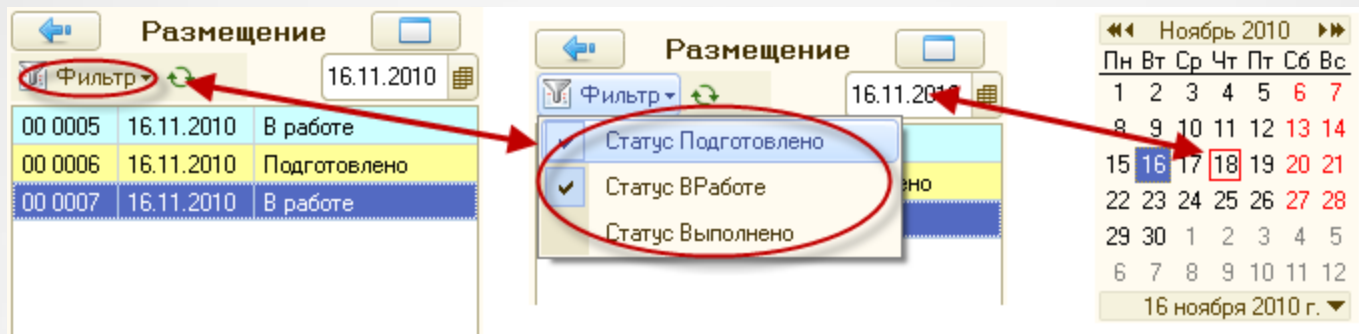 Размещение
Фильтр
16.11.2010
00 0005 16.11.2010 В работе
00 0006 16.11.2010 Подготовлено
00 0007 16.11.2010 В работе
Размещение
Фильтр
16.11.2010
Статус Подготовлено
Статус ВРаботе
ено
Статус Выполнено
Ноябрь 2010
Пн Вт Ср Чт Пт Сб Вс
1 2 3 4 5 6 7
8 9 10 11 12 13 14
15 16 17 18 19 20 21
22 23 24 25 26 27 28
29 30 1 2 3 4 5
6 7 8 9 10 11 12
16 ноября 2010 г.